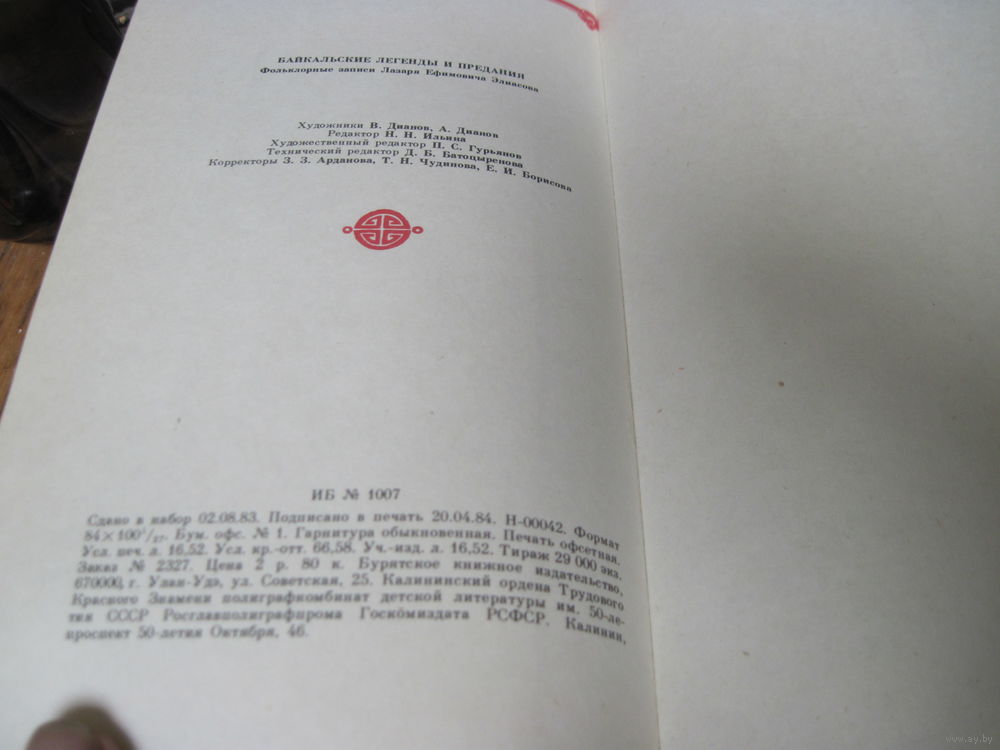 БАЙКАЛЬСКИЕ ЛЕГЕНДЫ И ПРЕДАНИЯ
Фольклорные записи Лазаря Ефимовича Элиасова
Художники В. Дианов, А. Дианов
Редактор Н. Н. Ильина
Художественный редактор П. С. Гурьянов
Технический редактор Д. Б. Батоцыренова
Корректоры З. З. Арданова, Т. Н. Чудинова, Е. И. Борисова
ИБ № 1007
Сдано в набор 02.08.83. Подписано в печать 20.04.84. Н-00042. Формат
84×100¹/₂₇. Бум. офс. № 1. Гарнитура обыкновенная. Печать офсетная.
Усл. печ. л. 16,52. Усл. кр.-отт. 66,58. Уч.-изд. л. 16,52. Тираж 29 000 экз.
Заказ № 2327. Цена 2 р. 80 к. Бурятское книжное издательство,
670000, г. Улан-Удэ, ул. Советская, 25. Калининский ордена Трудового
Красного Знамени полиграфкомбинат детской литературы им. 50-ле-
тия СССР Росглавполиграфпрома Госкомиздата РСФСР. Калинин,
проспект 50-летия Октября, 46.
www.ay.by